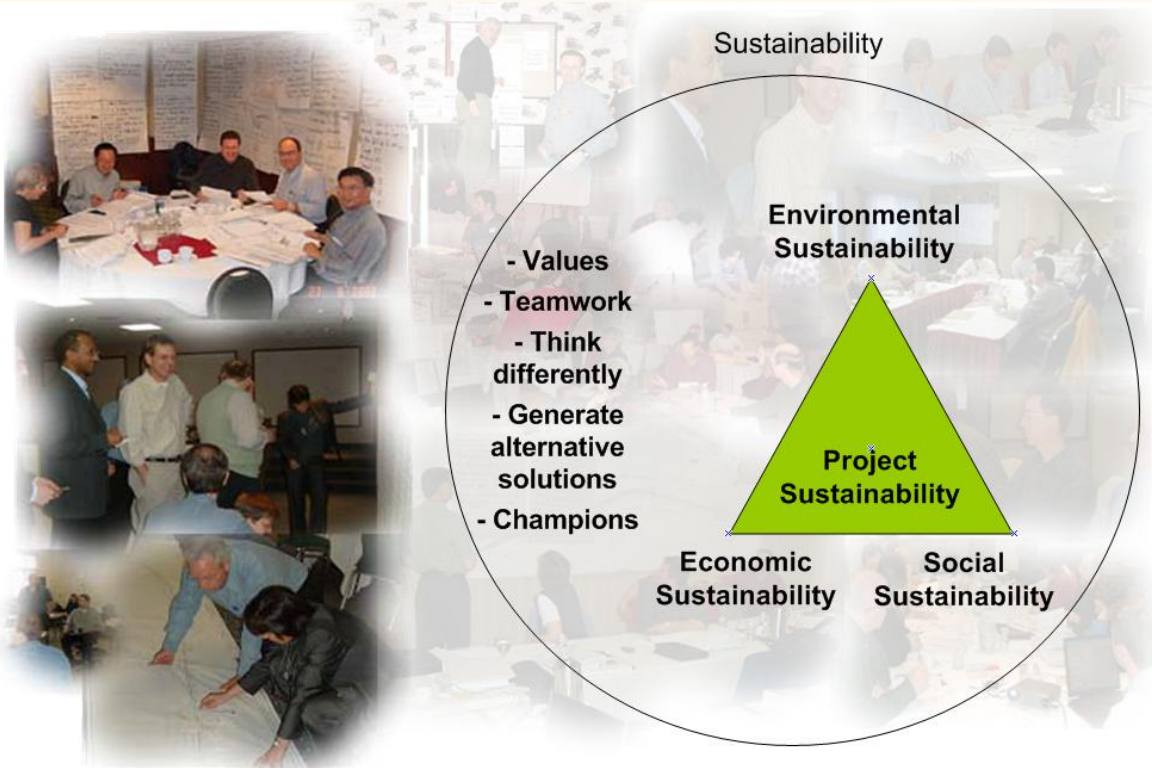 Sustainability
Environmental
Sustainability
- Values
- Teamwork
- Think
differently
- Generate
alternative
solutions
- Champions
Project
Sustainability
Economic
Sustainability
Social
Sustainability